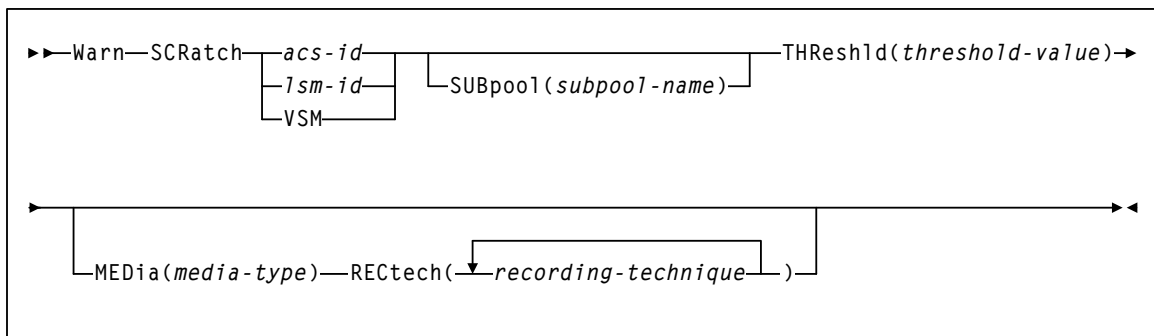 Warn SCRatch acs-id THReshld(threshold-value)
lsm-id SUBpool(subpool-name)
VSM
MEDia(media-type) RECtech( recording-technique )